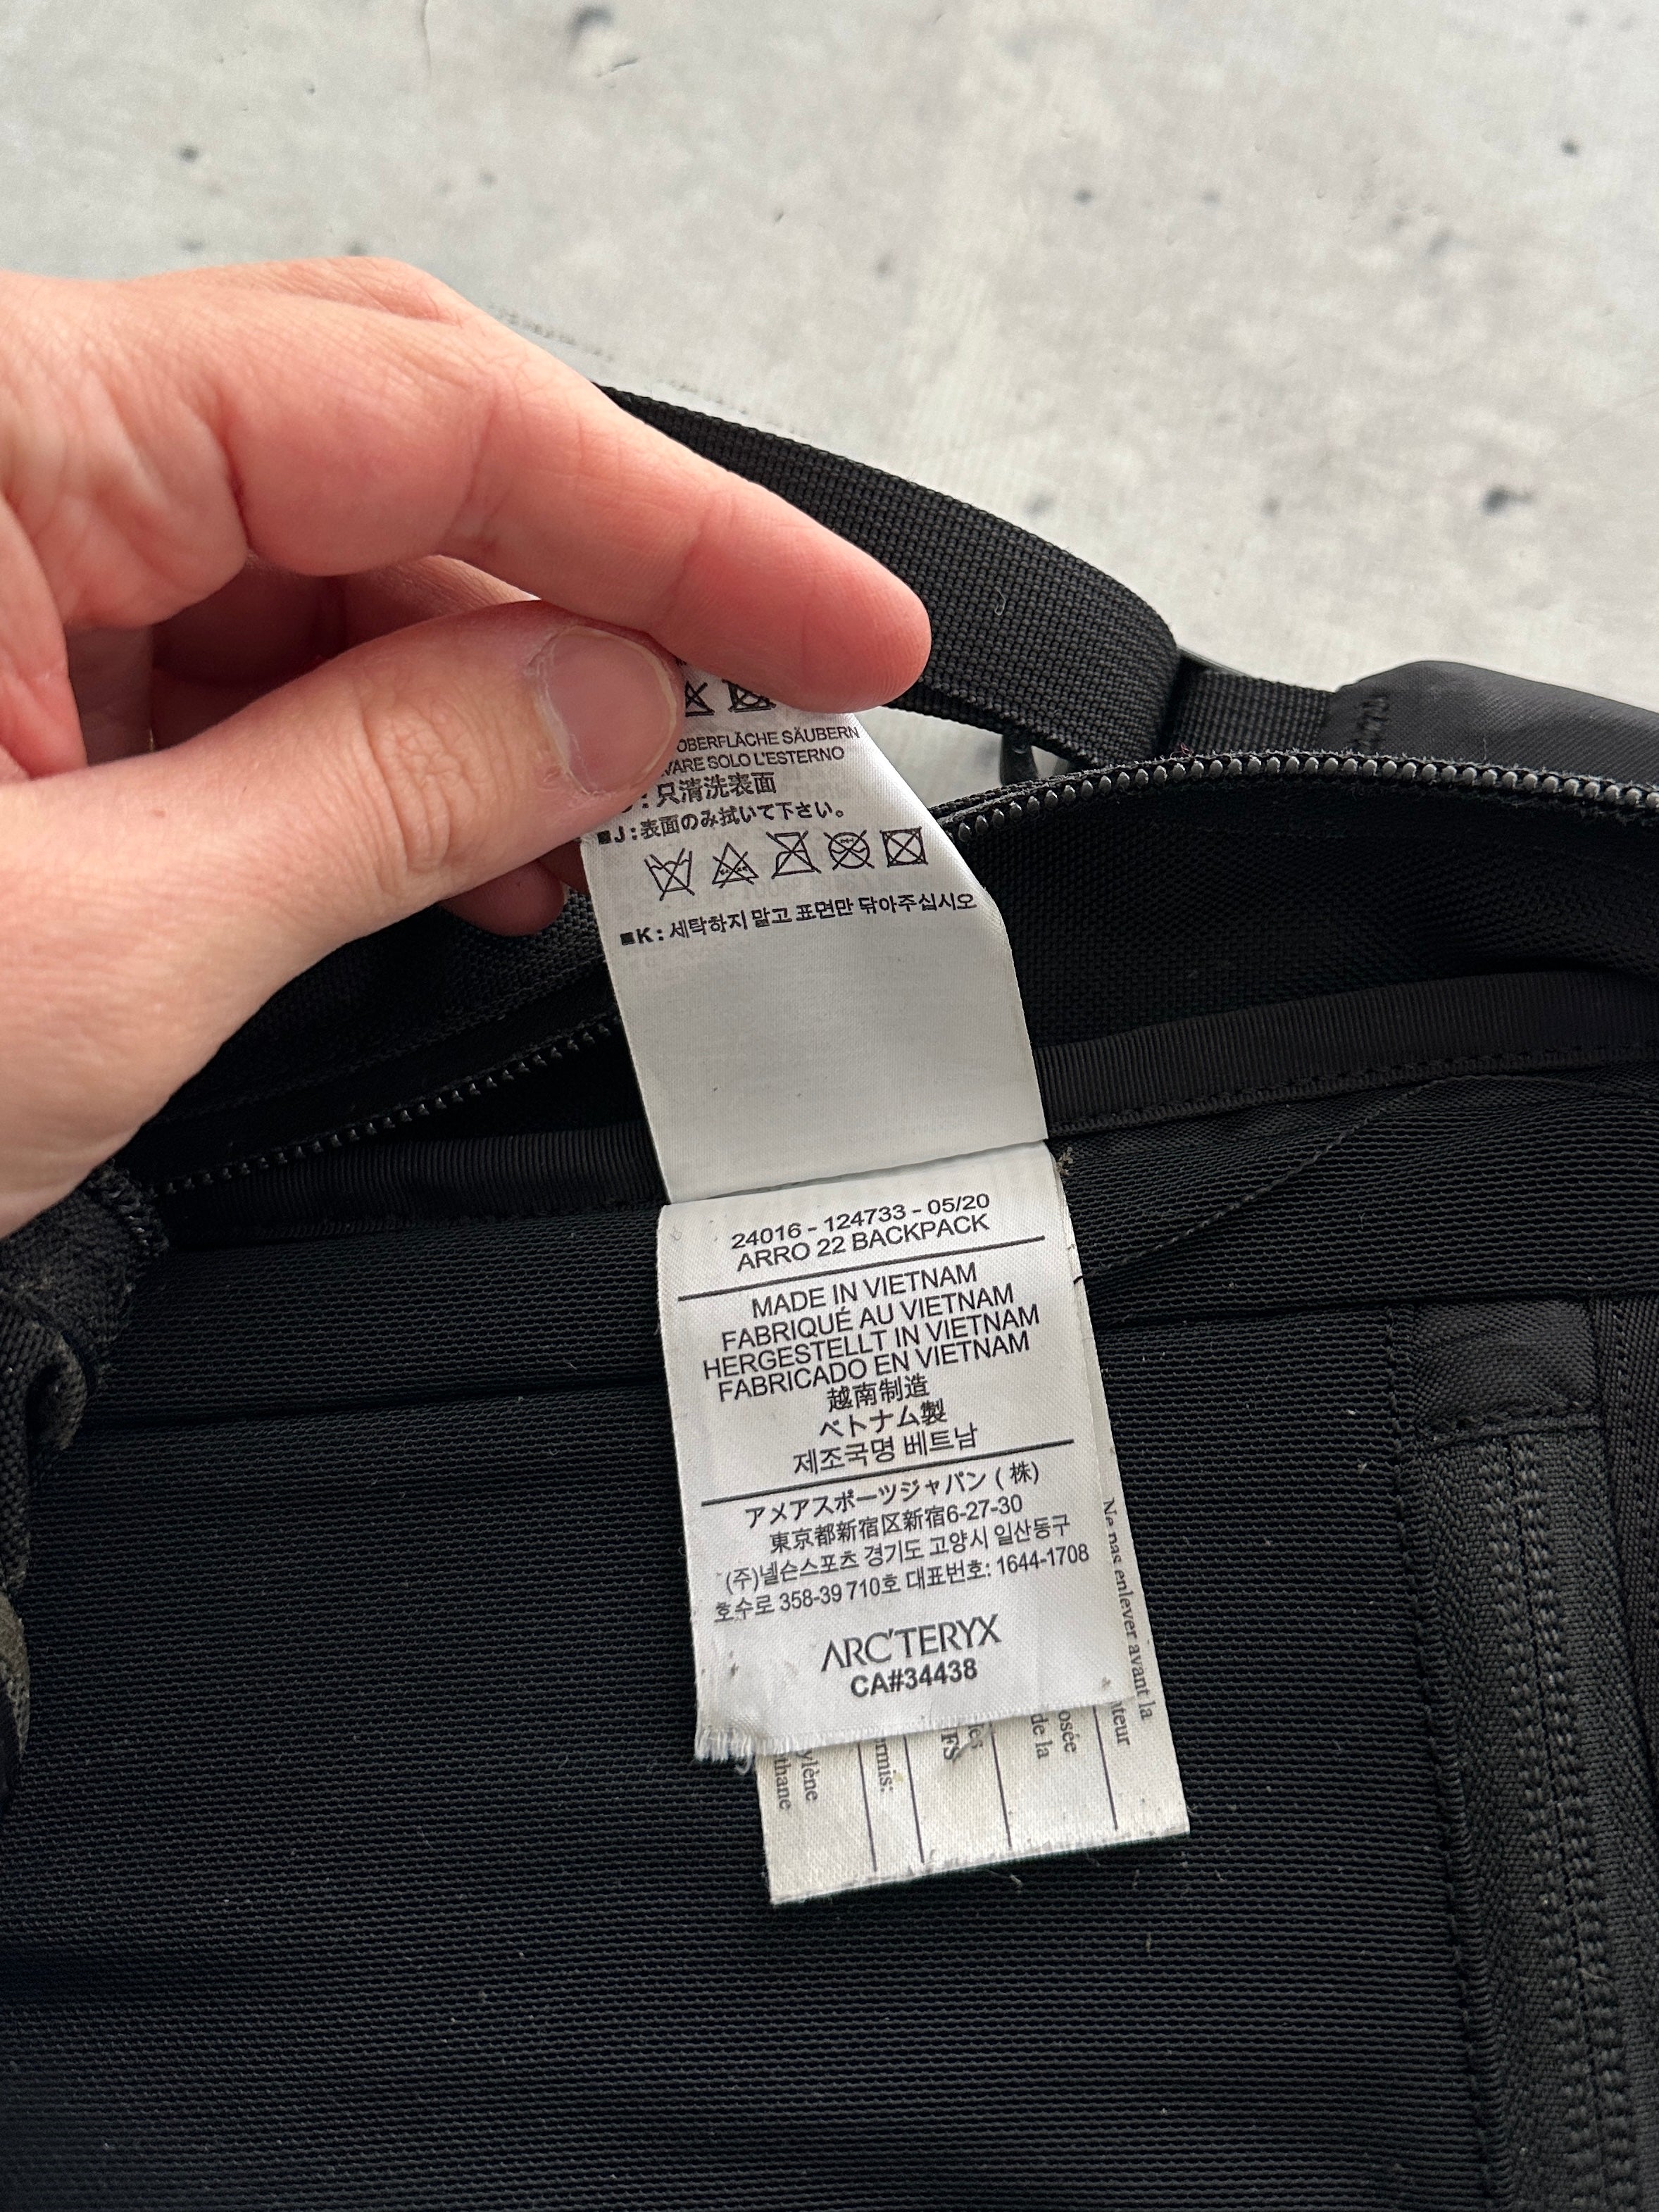 OBERFLÄCHE SÄUBERN
SOLO L'ESTERNO
: 只清洗表面
■J : 表面のみ拭いて下さい。
■K : 세탁하지 말고 표면만 닦아주십시오
24016 - 124733 - 05/20
ARRO 22 BACKPACK
MADE IN VIETNAM
FABRIQUÉ AU VIETNAM
HERGESTELLT IN VIETNAM
FABRICADO EN VIETNAM
越南制造
ベトナム製
제조국명 베트남
アメアスポーツジャパン ( 株)
東京都新宿区新宿6-27-30
(주)넬슨스포츠 경기도 고양시 일산동구
호수로 358-39 710호 대표번호: 1644-1708
ARC'TERYX
CA#34438
Ne pas enlever avant la
de la